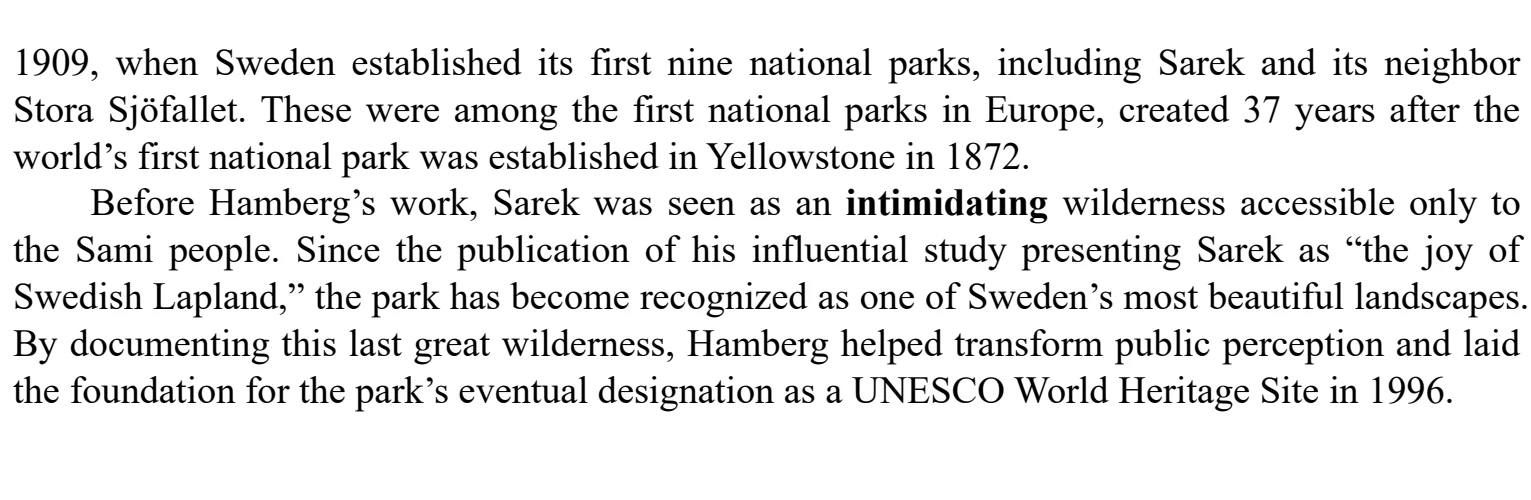 1909, when Sweden established its first nine national parks, including Sarek and its neighbor
Stora Sjöfallet. These were among the first national parks in Europe, created 37 years after the
world’s first national park was established in Yellowstone in 1872.
Before Hamberg’s work, Sarek was seen as an intimidating wilderness accessible only to
the Sami people. Since the publication of his influential study presenting Sarek as “the joy of
Swedish Lapland,” the park has become recognized as one of Sweden’s most beautiful landscapes.
By documenting this last great wilderness, Hamberg helped transform public perception and laid
the foundation for the park’s eventual designation as a UNESCO World Heritage Site in 1996.